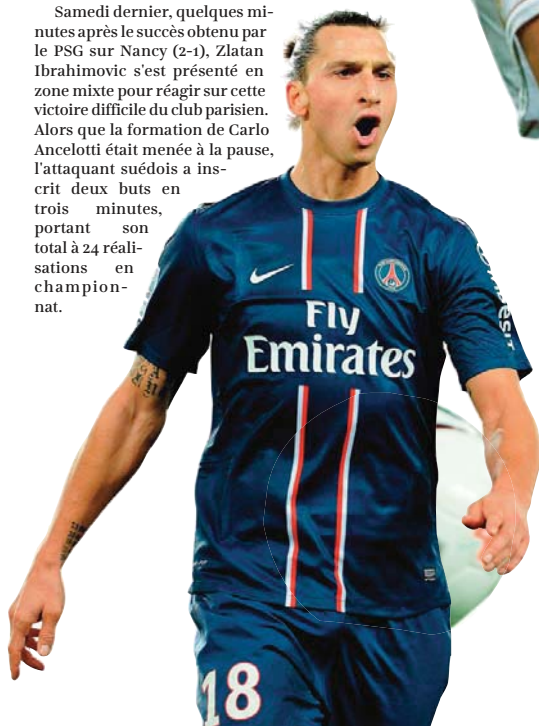 Samedi dernier, quelques mi-
nutes après le succès obtenu par
le PSG sur Nancy (2-1), Zlatan
Ibrahimovic s'est présenté en
zone mixte pour réagir sur cette
victoire difficile du club parisien.
Alors que la formation de Carlo
Ancelotti était menée à la pause,
l'attaquant suédois a ins-
crit deux buts en
trois minutes,
portant son
total à 24 réali-
sations en
champion-
nat.
Fly
Emirates
18